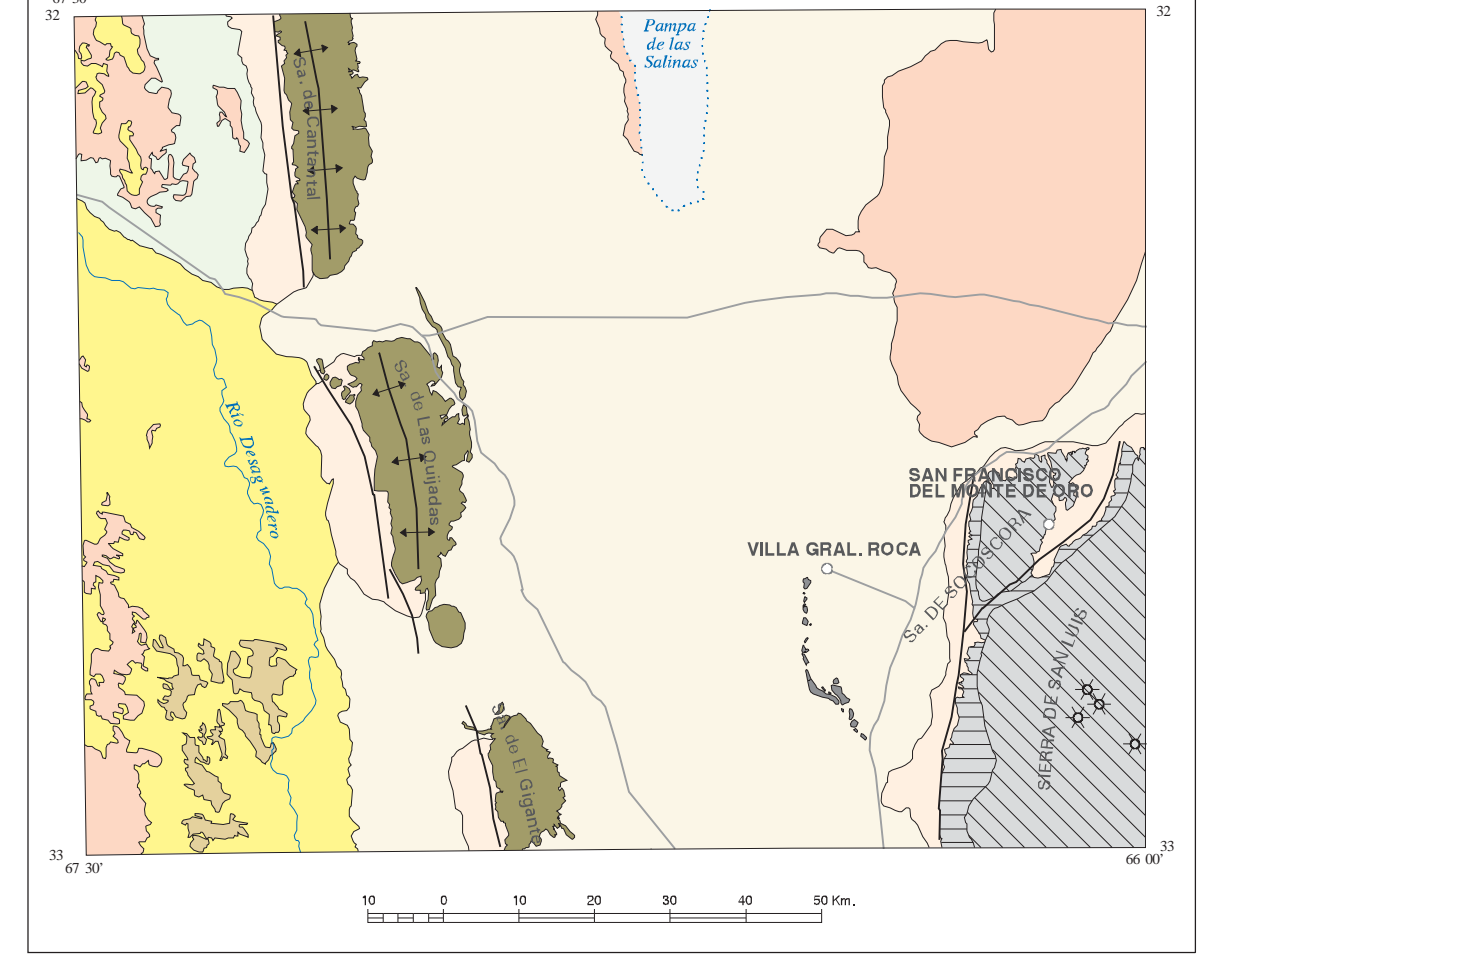 32
32
Pampa
de las
Salinas
Sa. de Cantantal
Sa. de Las Quijadas
Río Desaguadero
SAN FRANCISCO
DEL MONTE DE ORO
VILLA GRAL. ROCA
Sa. DE SOCOSCORA
SIERRA DE SAN LUIS
Sa. de El Gigante
33
67 30'
33
66 00'
10 0 10 20 30 40 50 Km.